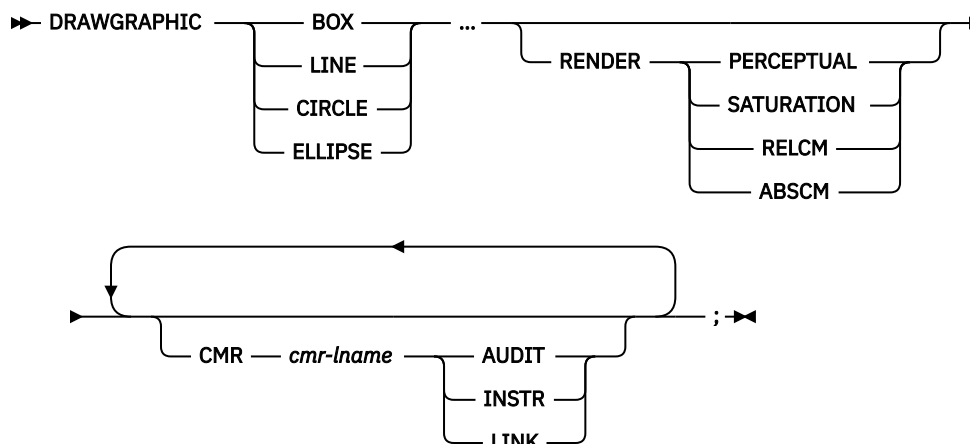 DRAWGRAPHIC BOX ...
LINE RENDER PERCEPTUAL
CIRCLE SATURATION
ELLIPSE RELCM
ABSCM
CMR cmr-lname AUDIT ;
INSTR
LINK